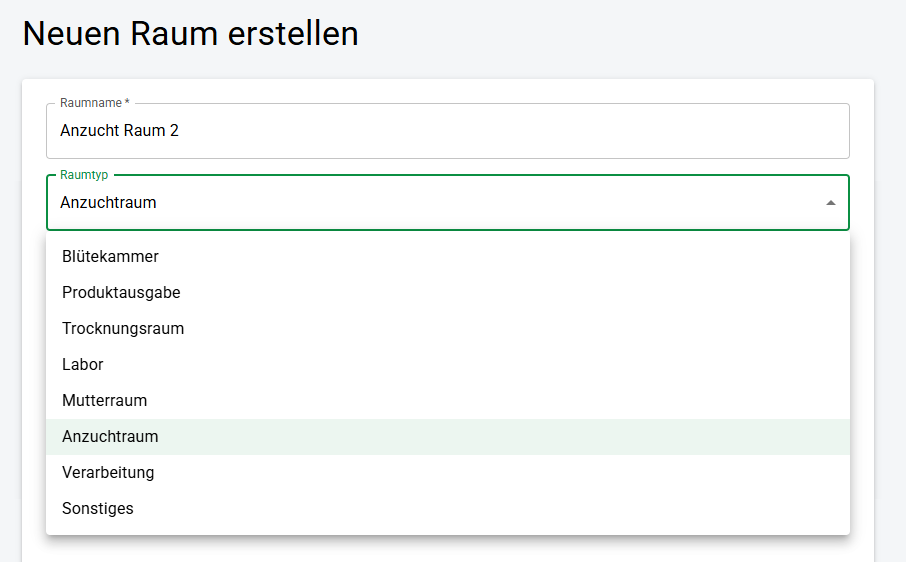 Neuen Raum erstellen
Raumname *
Anzucht Raum 2
Raumtyp
Anzuchtraum
Blütekammer
Produktausgabe
Trocknungsraum
Labor
Mutterraum
Anzuchtraum
Verarbeitung
Sonstiges